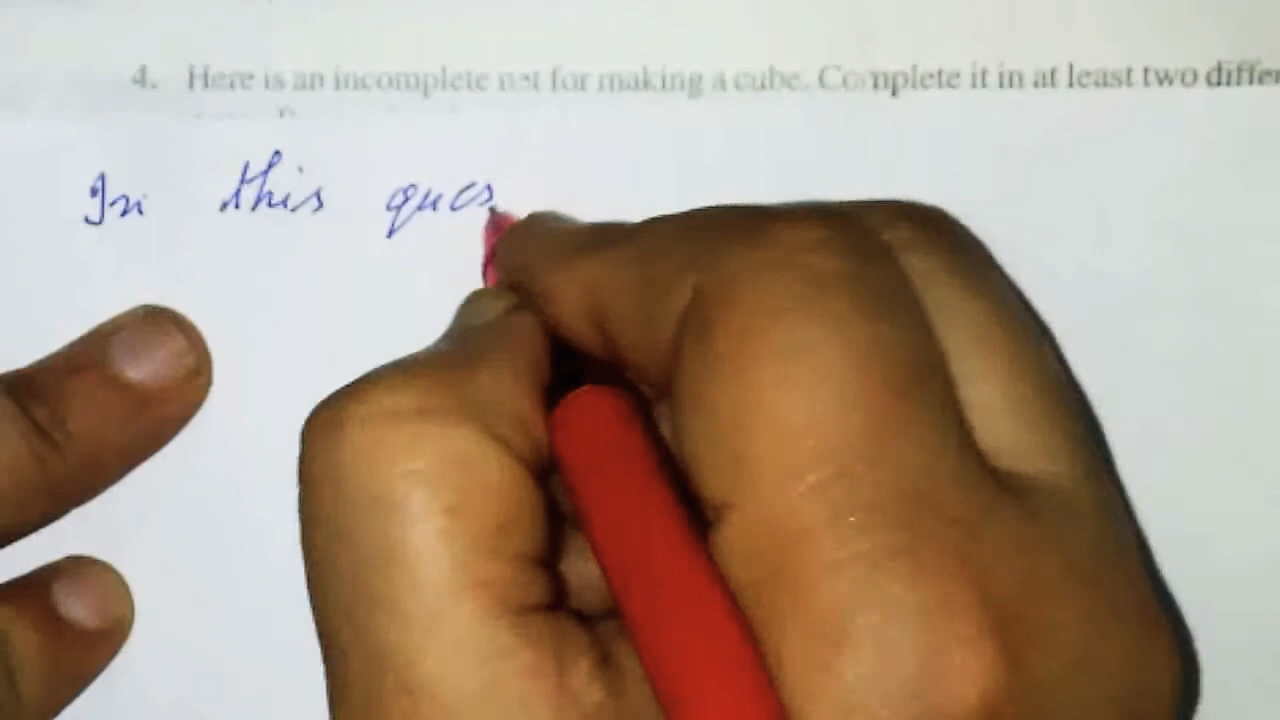 4. Here is an incomplete net for making a cube. Complete it in at least two differ
In this ques